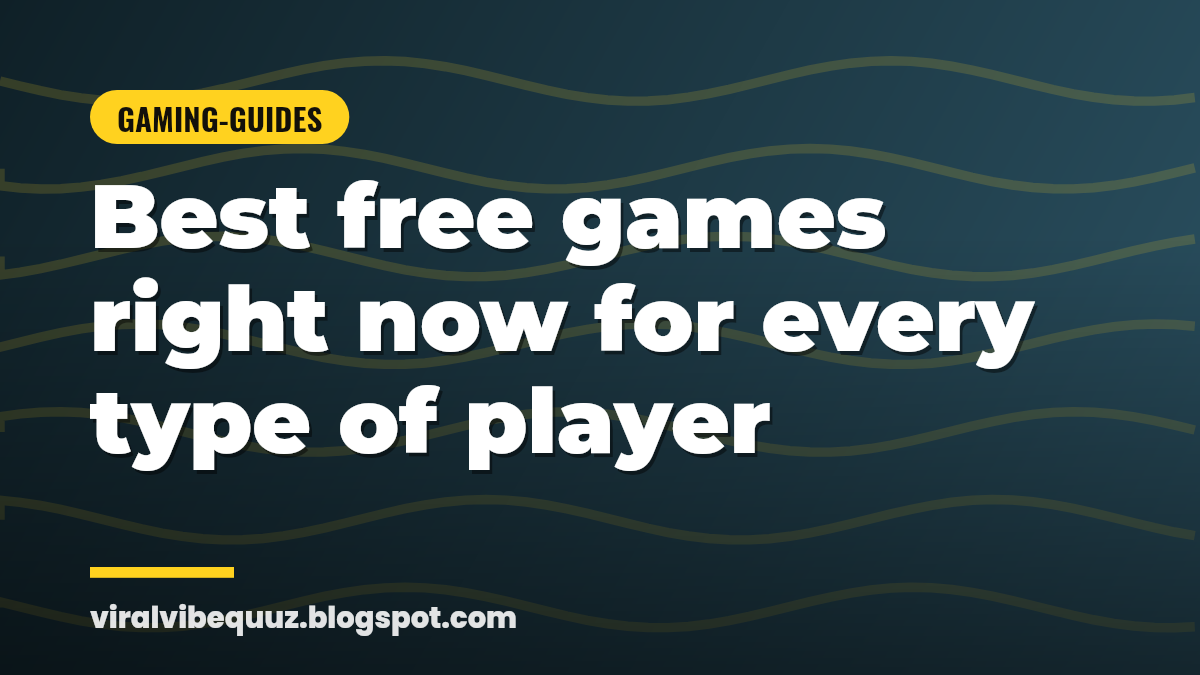 GAMING-GUIDES
Best free games
right now for every
type of player
viralvibequuz.blogspot.com